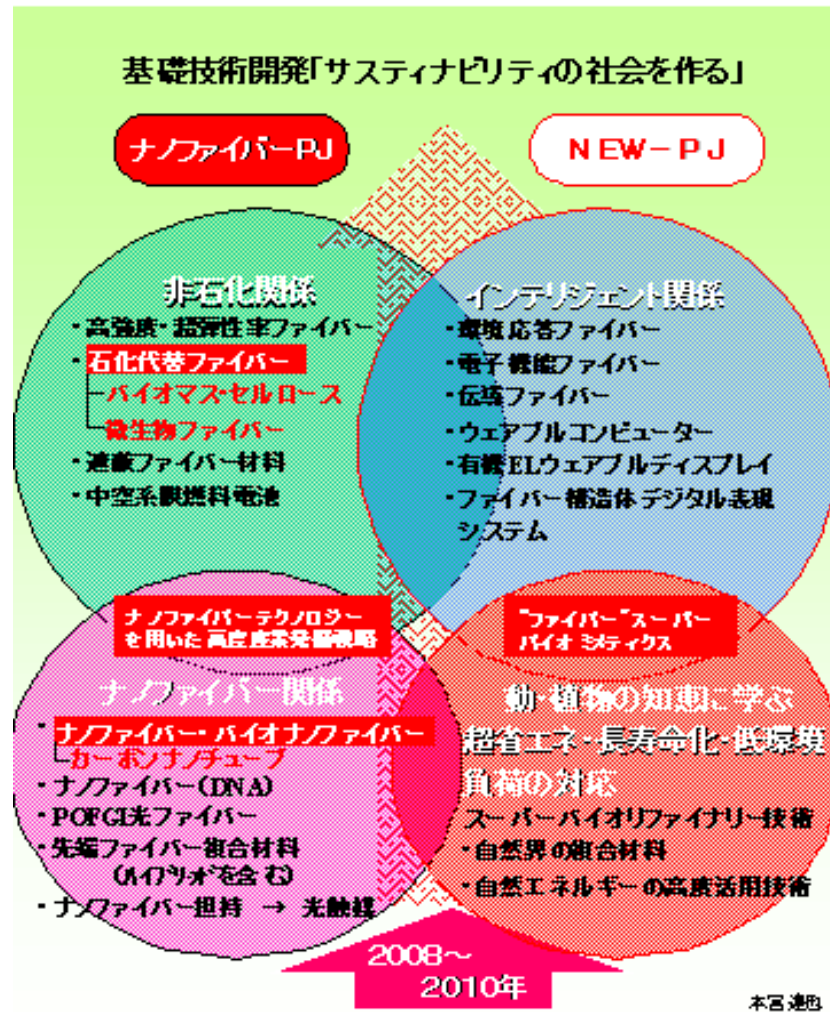 基礎技術開発「サスティナビリティの社会を作る」
ナノファイバーPJ
NEW-PJ
非石化関係
・高強度・超弾性率ファイバー
・石化代替ファイバー
バイオマス・セルロース
微生物ファイバー
・遮蔽ファイバー材料
・中空糸膜燃料電池
インテリジェント関係
・環境応答ファイバー
・電子機能ファイバー
・伝導ファイバー
・ウェアブルコンピューター
・有機ELウェアブルディスプレイ
・ファイバー構造体デジタル表現
システム
ナノファイバーテクノロジー
を用いた高度産業発掘戦略
"ファイバー"スーパー
バイオミメティクス
ナノファイバー関係
・ナノファイバー・バイオナノファイバー
カーボンナノチューブ
・ナノファイバー(DNA)
・POFGI光ファイバー
・先端ファイバー複合材料
(ハイブリッドを含む)
・ナノファイバー担持 → 光触媒
動・植物の知恵に学ぶ
超省エネ・長寿命化・低環境
負荷の対応
スーパーバイオリファイナリー技術
・自然界の複合材料
・自然エネルギーの高度活用技術
2008～
2010年
本宮達也